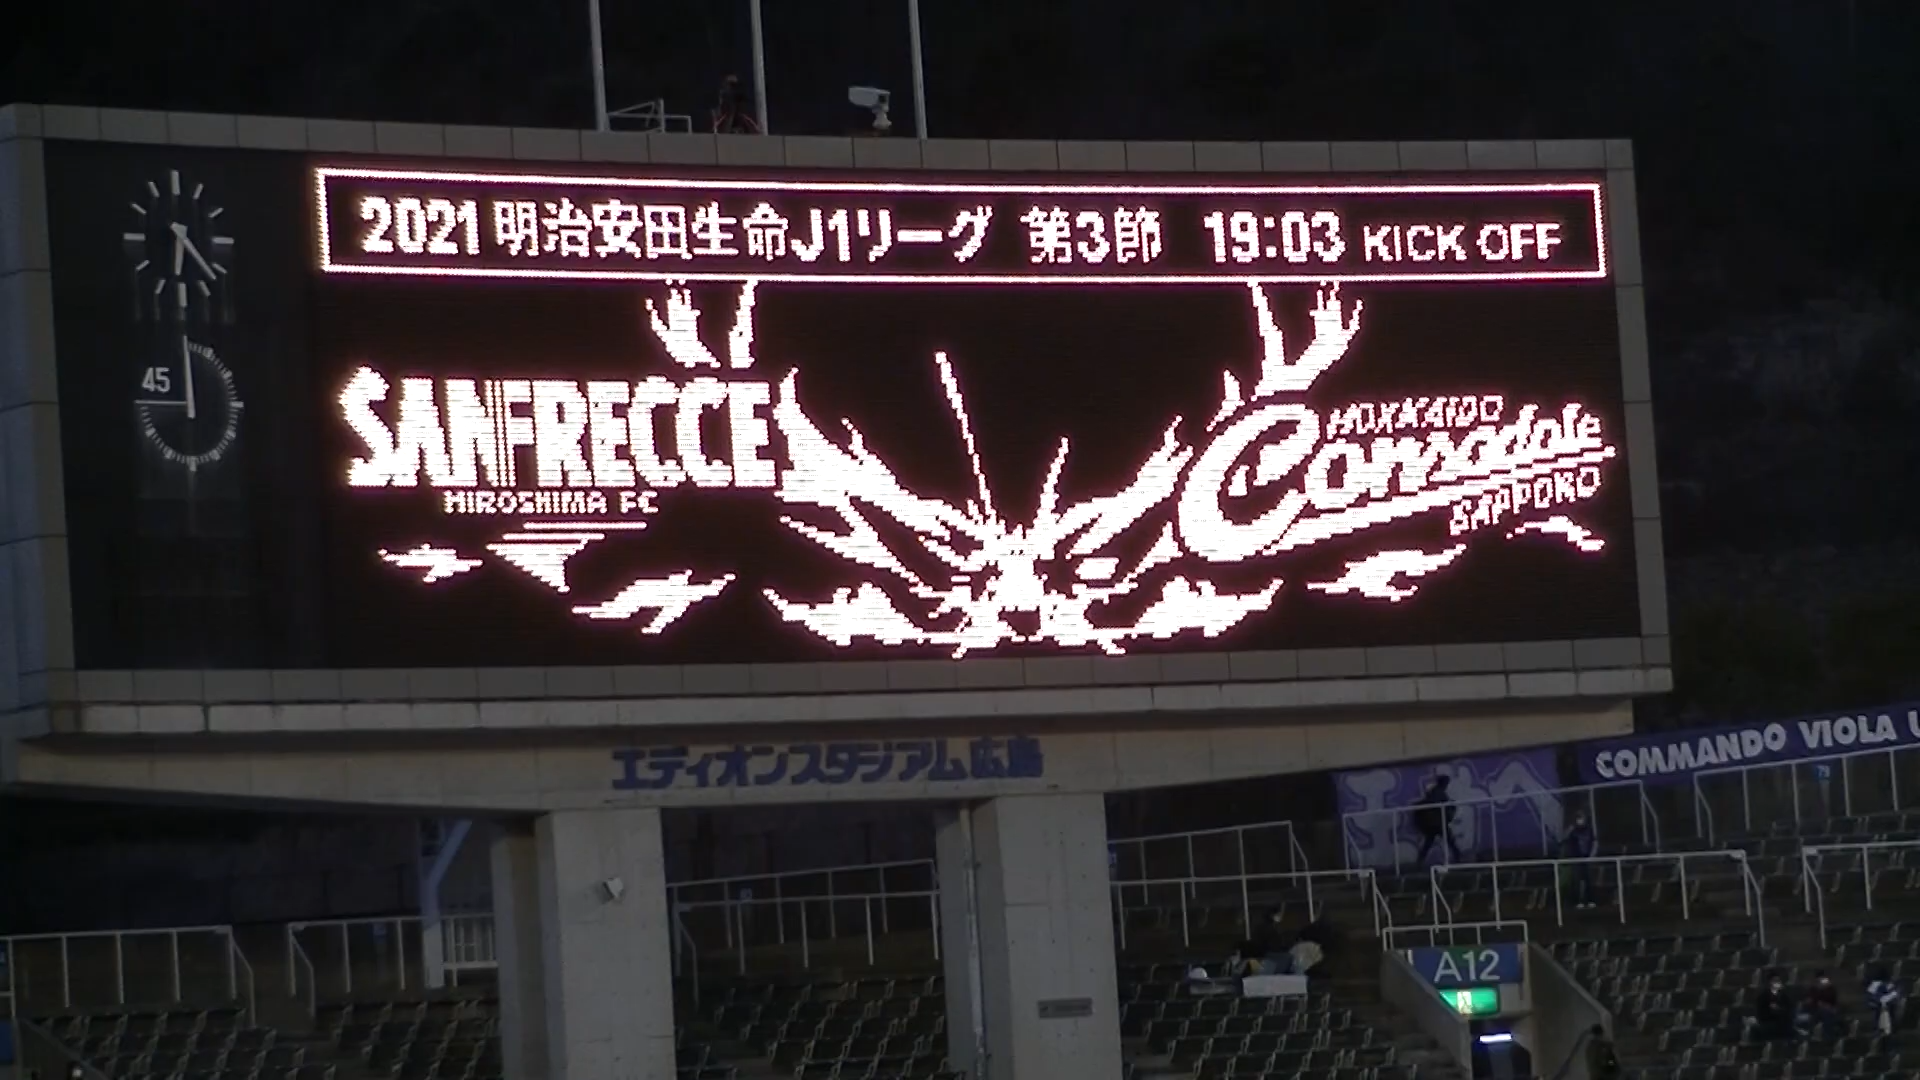 2021 明治安田生命J1リーグ 第3節 19:03 KICK OFF
45
SANFRECCE
HIROSHIMA FC
HOKKAIDO
Consadole
SAPPORO
エディオンスタジアム広島
COMMANDO VIOLA
A12